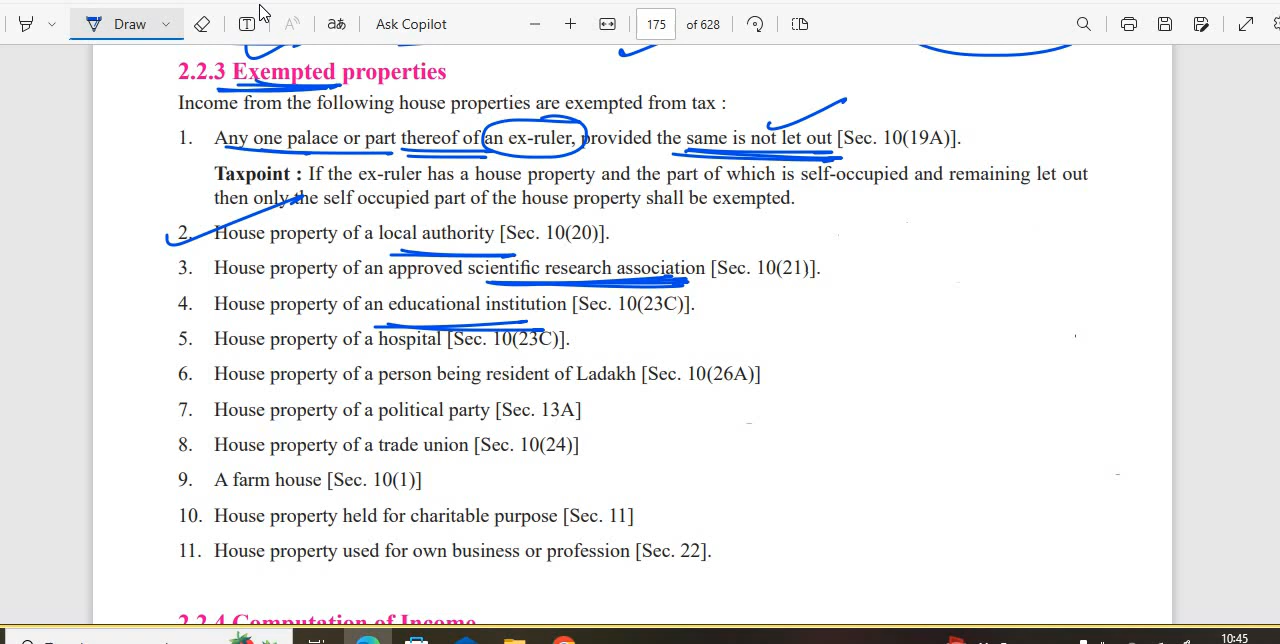 Draw
Ask Copilot
175 of 628
2.2.3 Exempted properties
Income from the following house properties are exempted from tax :
1. Any one palace or part thereof of an ex-ruler, provided the same is not let out [Sec. 10(19A)].
Taxpoint : If the ex-ruler has a house property and the part of which is self-occupied and remaining let out
then only the self occupied part of the house property shall be exempted.
2. House property of a local authority [Sec. 10(20)].
3. House property of an approved scientific research association [Sec. 10(21)].
4. House property of an educational institution [Sec. 10(23C)].
5. House property of a hospital [Sec. 10(23C)].
6. House property of a person being resident of Ladakh [Sec. 10(26A)]
7. House property of a political party [Sec. 13A]
8. House property of a trade union [Sec. 10(24)]
9. A farm house [Sec. 10(1)]
10. House property held for charitable purpose [Sec. 11]
11. House property used for own business or profession [Sec. 22].
2.2.4 Computation of Income
10:45